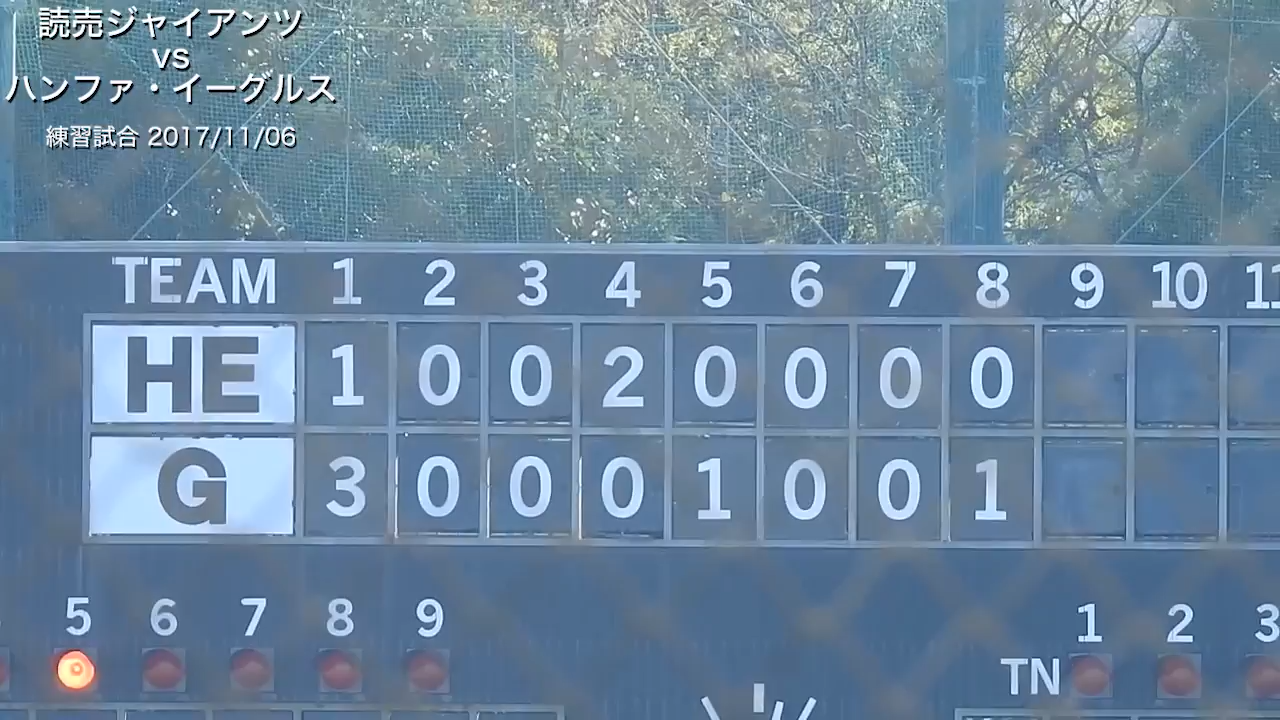 読売ジャイアンツ
vs
ハンファ・イーグルス
練習試合 2017/11/06
TEAM 1 2 3 4 5 6 7 8 9 10 11
HE 1 0 0 2 0 0 0 0
G 3 0 0 0 1 0 0 1
5 6 7 8 9
1 2 3
TN